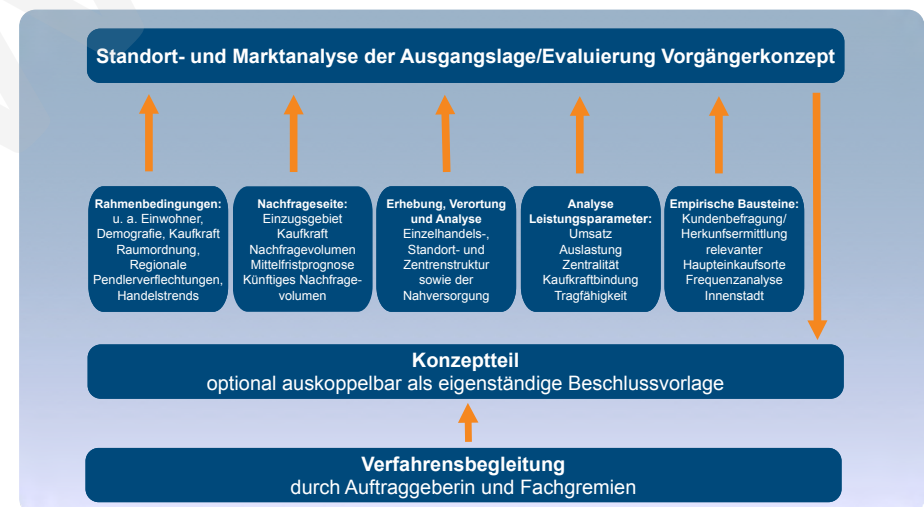 Standort- und Marktanalyse der Ausgangslage/Evaluierung Vorgängerkonzept
Rahmenbedingungen:
u. a. Einwohner,
Demografie, Kaufkraft
Raumordnung,
Regionale
Pendlerverflechtungen,
Handelstrends
Nachfrageseite:
Einzugsgebiet
Kaufkraft
Nachfragevolumen
Mittelfristprognose
Künftiges Nachfrage-
volumen
Erhebung, Verortung
und Analyse
Einzelhandels-,
Standort- und
Zentrenstruktur
sowie der
Nahversorgung
Analyse
Leistungsparameter:
Umsatz
Auslastung
Zentralität
Kaufkraftbindung
Tragfähigkeit
Empirische Bausteine:
Kundenbefragung/
Herkunfsermittlung
relevanter
Haupteinkaufsorte
Frequenzanalyse
Innenstadt
Konzeptteil
optional auskoppelbar als eigenständige Beschlussvorlage
Verfahrensbegleitung
durch Auftraggeberin und Fachgremien